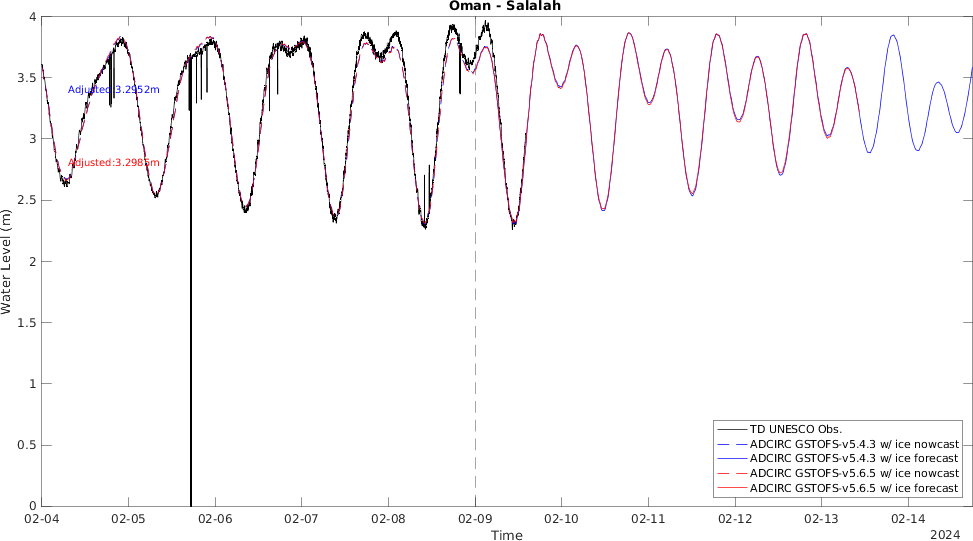 Oman - Salalah
4
3.5
3
2.5
2
1.5
1
0.5
0
Water Level (m)
Adjusted:3.2952m
Adjusted:3.2985m
TD UNESCO Obs.
ADCIRC GSTOFS-v5.4.3 w/ ice nowcast
ADCIRC GSTOFS-v5.4.3 w/ ice forecast
ADCIRC GSTOFS-v5.6.5 w/ ice nowcast
ADCIRC GSTOFS-v5.6.5 w/ ice forecast
02-04 02-05 02-06 02-07 02-08 02-09 02-10 02-11 02-12 02-13 02-14
Time
2024